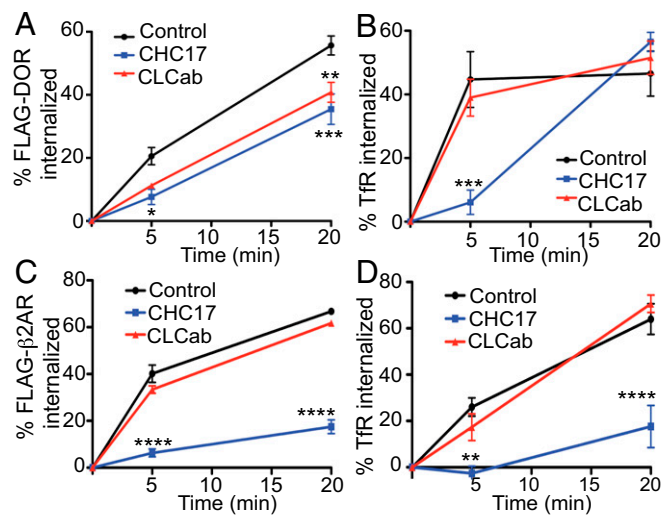 A
% FLAG-DOR
internalized
60
40
20
0
Control
CHC17
CLCab
**
***
*
5
10
15
20
Time (min)
B
% TfR internalized
60
40
20
0
***
Control
CHC17
CLCab
5
10
15
20
Time (min)
C
% FLAG-β2AR
internalized
80
60
40
20
0
Control
CHC17
CLCab
****
****
5
10
15
20
Time (min)
D
% TfR internalized
80
60
40
20
0
Control
CHC17
CLCab
****
**
5
10
15
20
Time (min)